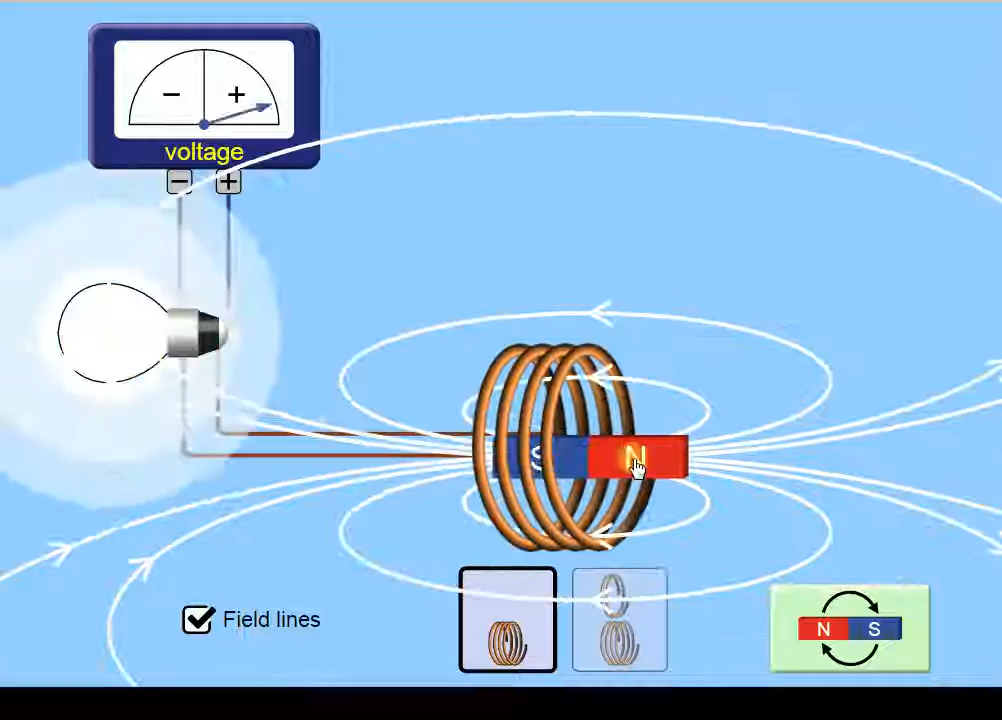 − +
voltage
− +
S N
Field lines
N S